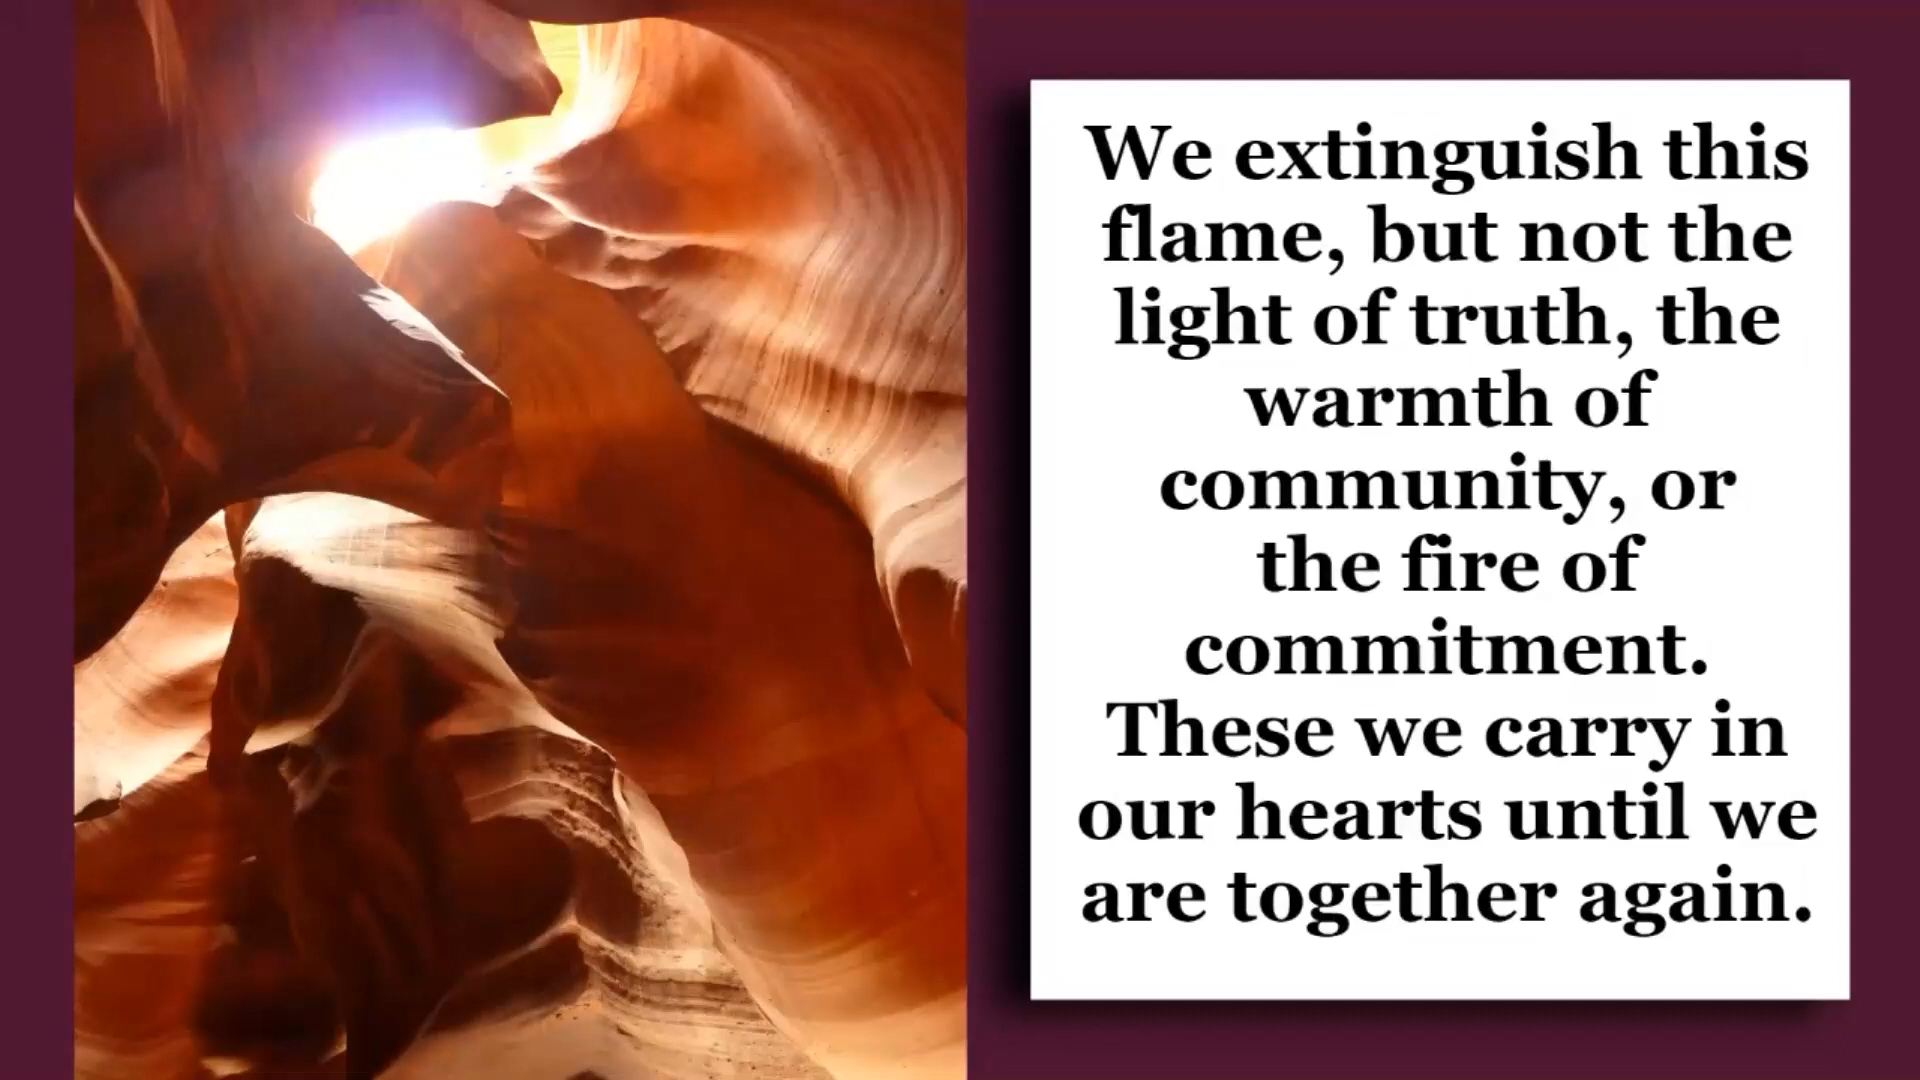 We extinguish this
flame, but not the
light of truth, the
warmth of
community, or
the fire of
commitment.
These we carry in
our hearts until we
are together again.